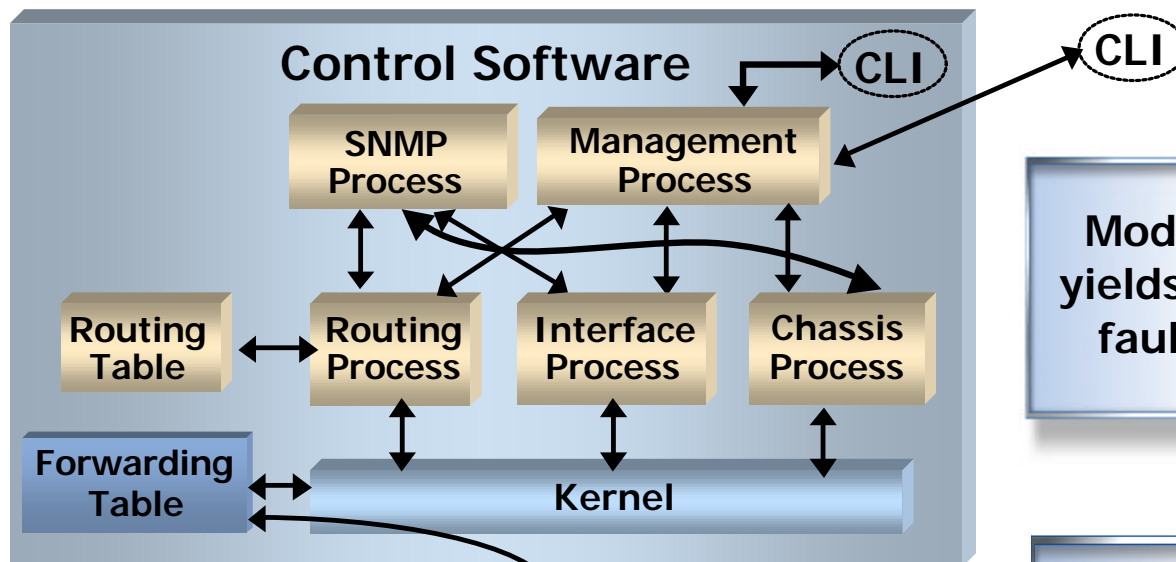 Control Software
CLI
CLI
SNMP
Process
Management
Process
Routing
Table
Routing
Process
Interface
Process
Chassis
Process
Forwarding
Table
Kernel
Mod
yields
faul